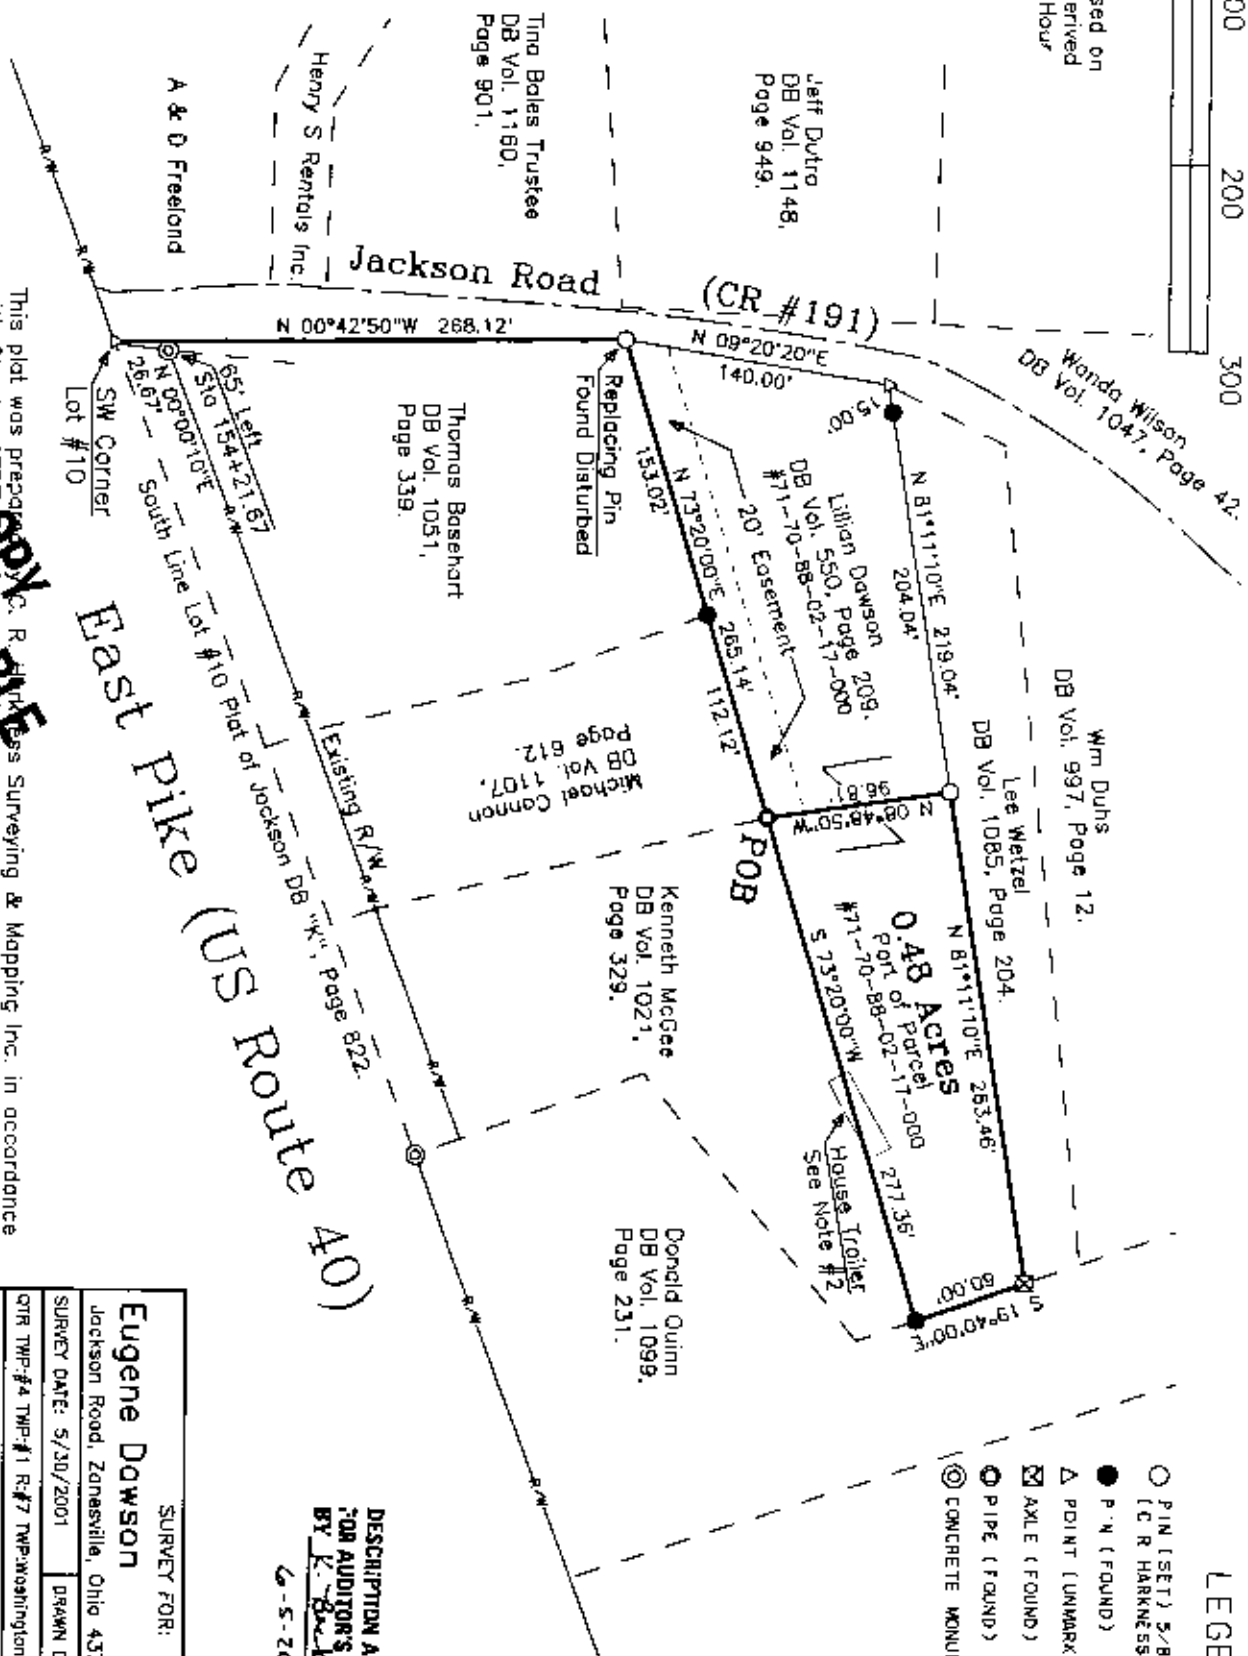 200
300
sed on
erived
Hour
Jeff Dutro
DB Vol. 1148,
Page 949.
Tina Bales Trustee
DB Vol. 1160,
Page 901.
Henry S Rentals Inc.
A & D Freeland
Jackson Road
(CR #191)
Wanda Wilson
DB Vol. 1047, Page 42.
N 00°42'50"W 268.12'
N 09°20'20"E
140.00'
15.00'
N 81°11'10"E 219.04'
204.04'
Wm Duhs
DB Vol. 997, Page 12.
Lee Wetzel
DB Vol. 1085, Page 204.
Lillian Dawson
DB Vol. 550, Page 209.
#71-70-88-02-17-000
20' Easement
Replacing Pin
Found Disturbed
N 73°20'00"E 265.14'
153.02'
112.12'
N 08°48'50"W
96.81'
POB
0.48 Acres
Part of Parcel
#71-70-88-02-17-000
N 81°11'10"E 263.46'
S 73°20'00"W 277.36'
S 19°40'00"E
60.00'
House Trailer
See Note #2
Thomas Basehart
DB Vol. 1051,
Page 339.
Michael Cannon
DB Vol. 1107,
Page 612.
Kenneth McGee
DB Vol. 1021,
Page 329.
Donald Quinn
DB Vol. 1099,
Page 231.
65' Left
Sta 154+21.67
N 00°00'10"E
26.67'
SW Corner
Lot #10
R/W
R/W
R/W
R/W
Existing R/W
R/W
R/W
R/W
R/W
South Line Lot #10 Plat of Jackson DB "K", Page 822.
East Pike (US Route 40)
This plat was prepared by C. R. Harkness Surveying & Mapping Inc. in accordance
LEGE
PIN (SET) 5/8
(C R HARKNESS
PIN (FOUND)
POINT (UNMARK
AXLE (FOUND)
PIPE (FOUND)
CONCRETE MONU
DESCRIPTION A
FOR AUDITOR'S
BY K.
6-5-20
SURVEY FOR:
Eugene Dawson
Jackson Road, Zanesville, Ohio 437
SURVEY DATE: 5/30/2001
DRAWN
QTR TWP:#4 TWP:#1 R:#7 TWP:Washington